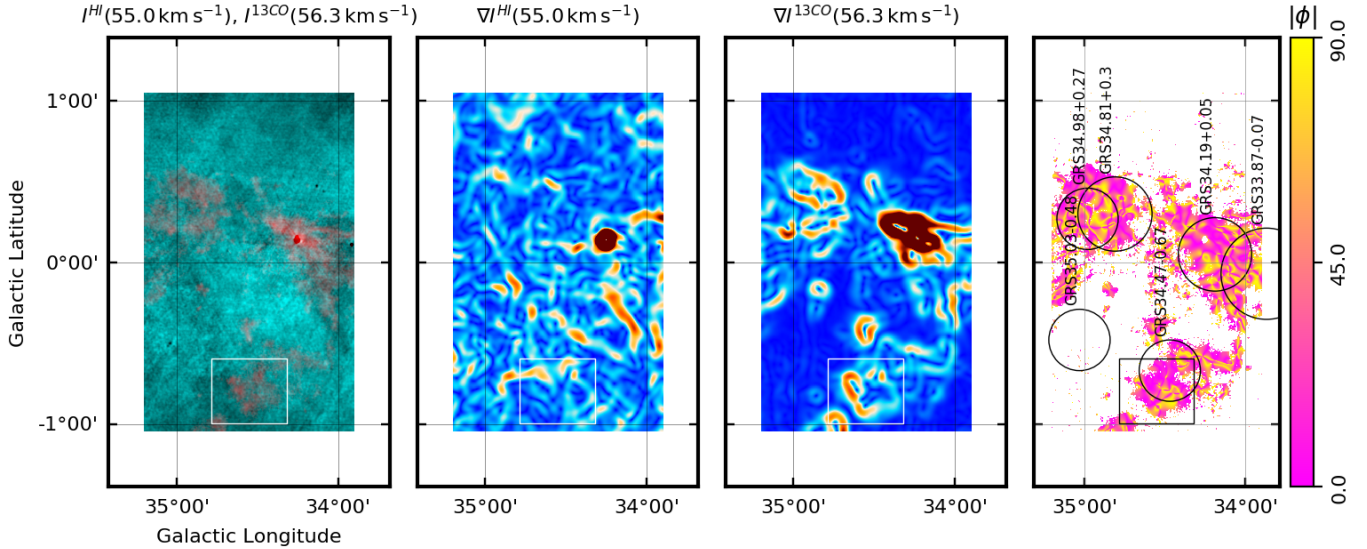 I^{HI}(55.0 km s^{-1}), I^{13CO}(56.3 km s^{-1})
∇I^{HI}(55.0 km s^{-1})
∇I^{13CO}(56.3 km s^{-1})
|ϕ|
1°00'
0°00'
-1°00'
Galactic Latitude
35°00' 34°00'
35°00' 34°00'
35°00' 34°00'
35°00' 34°00'
Galactic Longitude
GRS35.03-0.48
GRS34.98+0.27
GRS34.81+0.3
GRS34.47-0.67
GRS34.19+0.05
GRS33.87-0.07
90.0
45.0
0.0